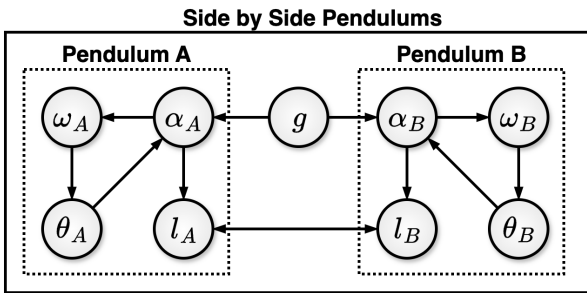 Side by Side Pendulums
Pendulum A
Pendulum B
ω_A
α_A
g
α_B
ω_B
θ_A
l_A
l_B
θ_B